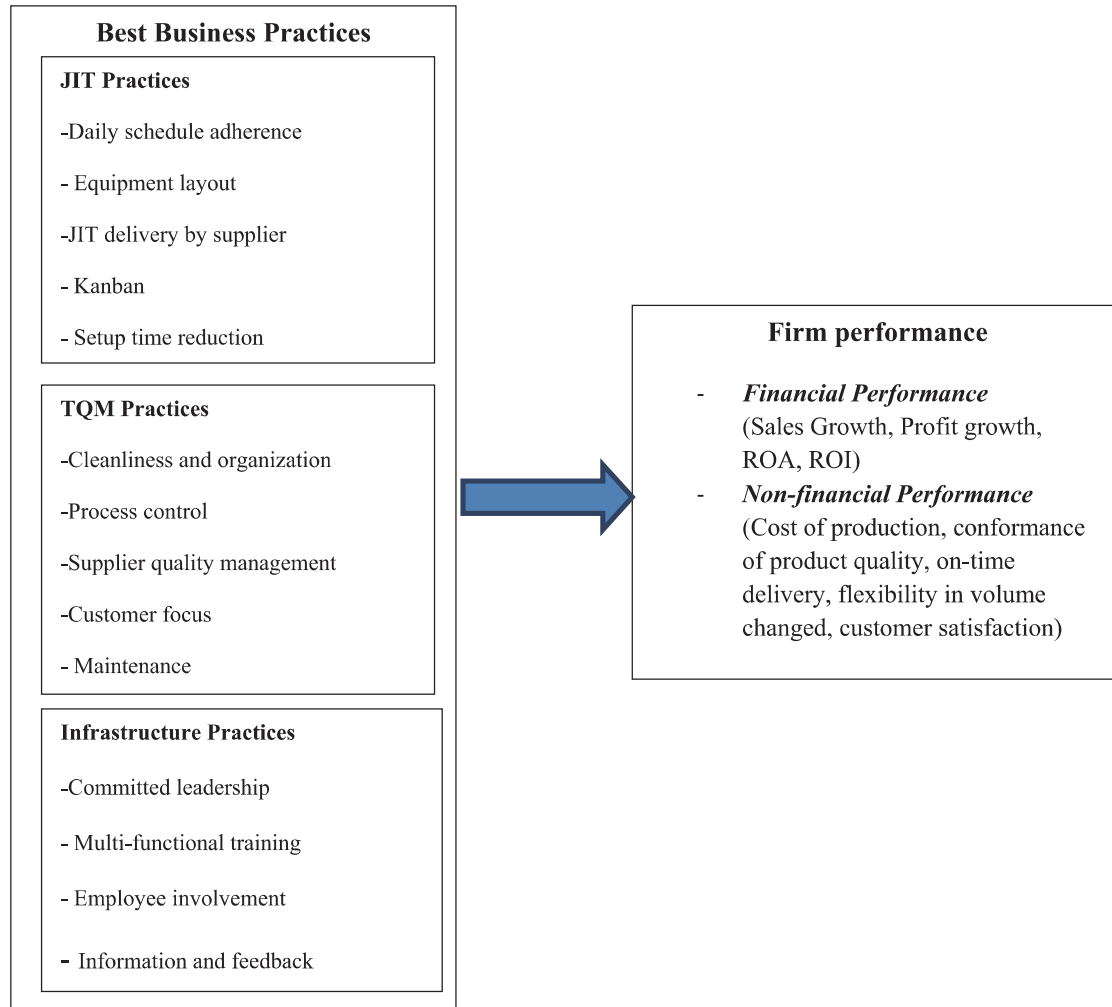 Best Business Practices
JIT Practices
-Daily schedule adherence
- Equipment layout
-JIT delivery by supplier
- Kanban
- Setup time reduction
TQM Practices
-Cleanliness and organization
-Process control
-Supplier quality management
-Customer focus
- Maintenance
Infrastructure Practices
-Committed leadership
- Multi-functional training
- Employee involvement
- Information and feedback
Firm performance
- Financial Performance
(Sales Growth, Profit growth,
ROA, ROI)
- Non-financial Performance
(Cost of production, conformance
of product quality, on-time
delivery, flexibility in volume
changed, customer satisfaction)